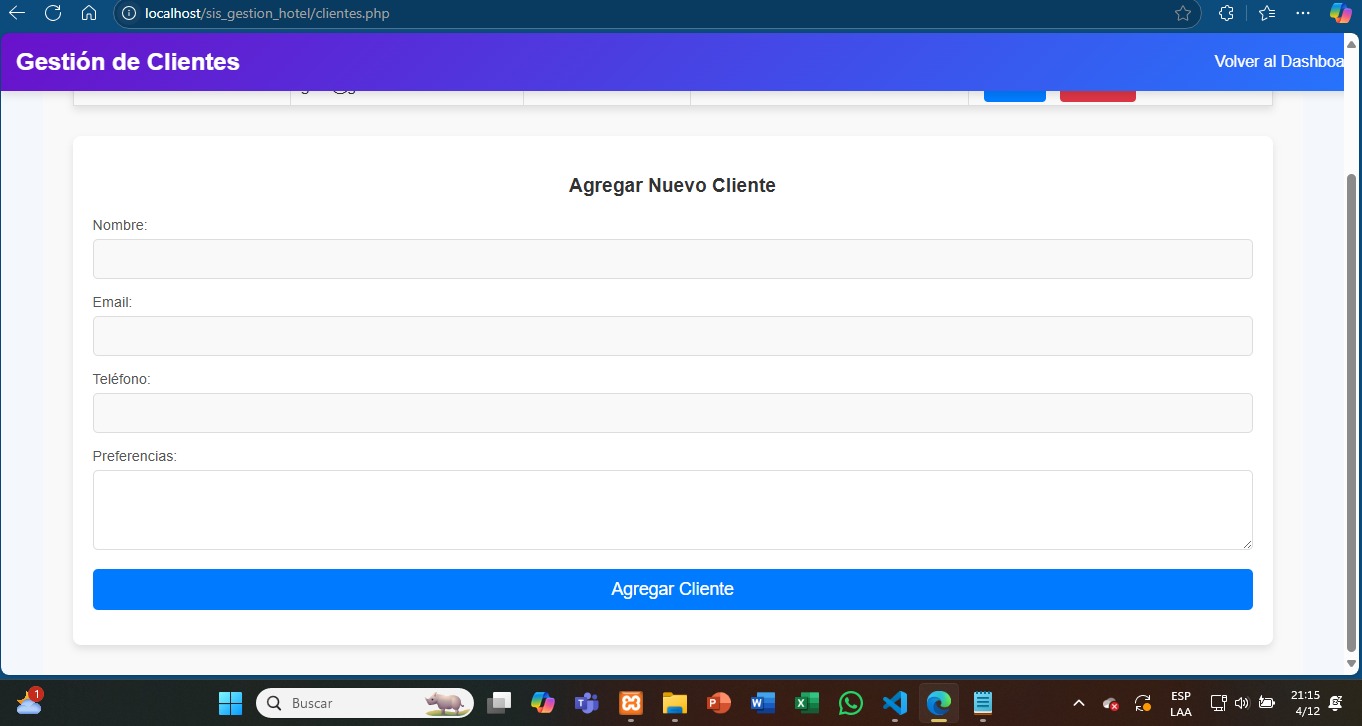 localhost/sis_gestion_hotel/clientes.php
Gestión de Clientes
Volver al Dashboa
Agregar Nuevo Cliente
Nombre:
Email:
Teléfono:
Preferencias:
Agregar Cliente
1
Buscar
ESP
LAA
21:15
4/12